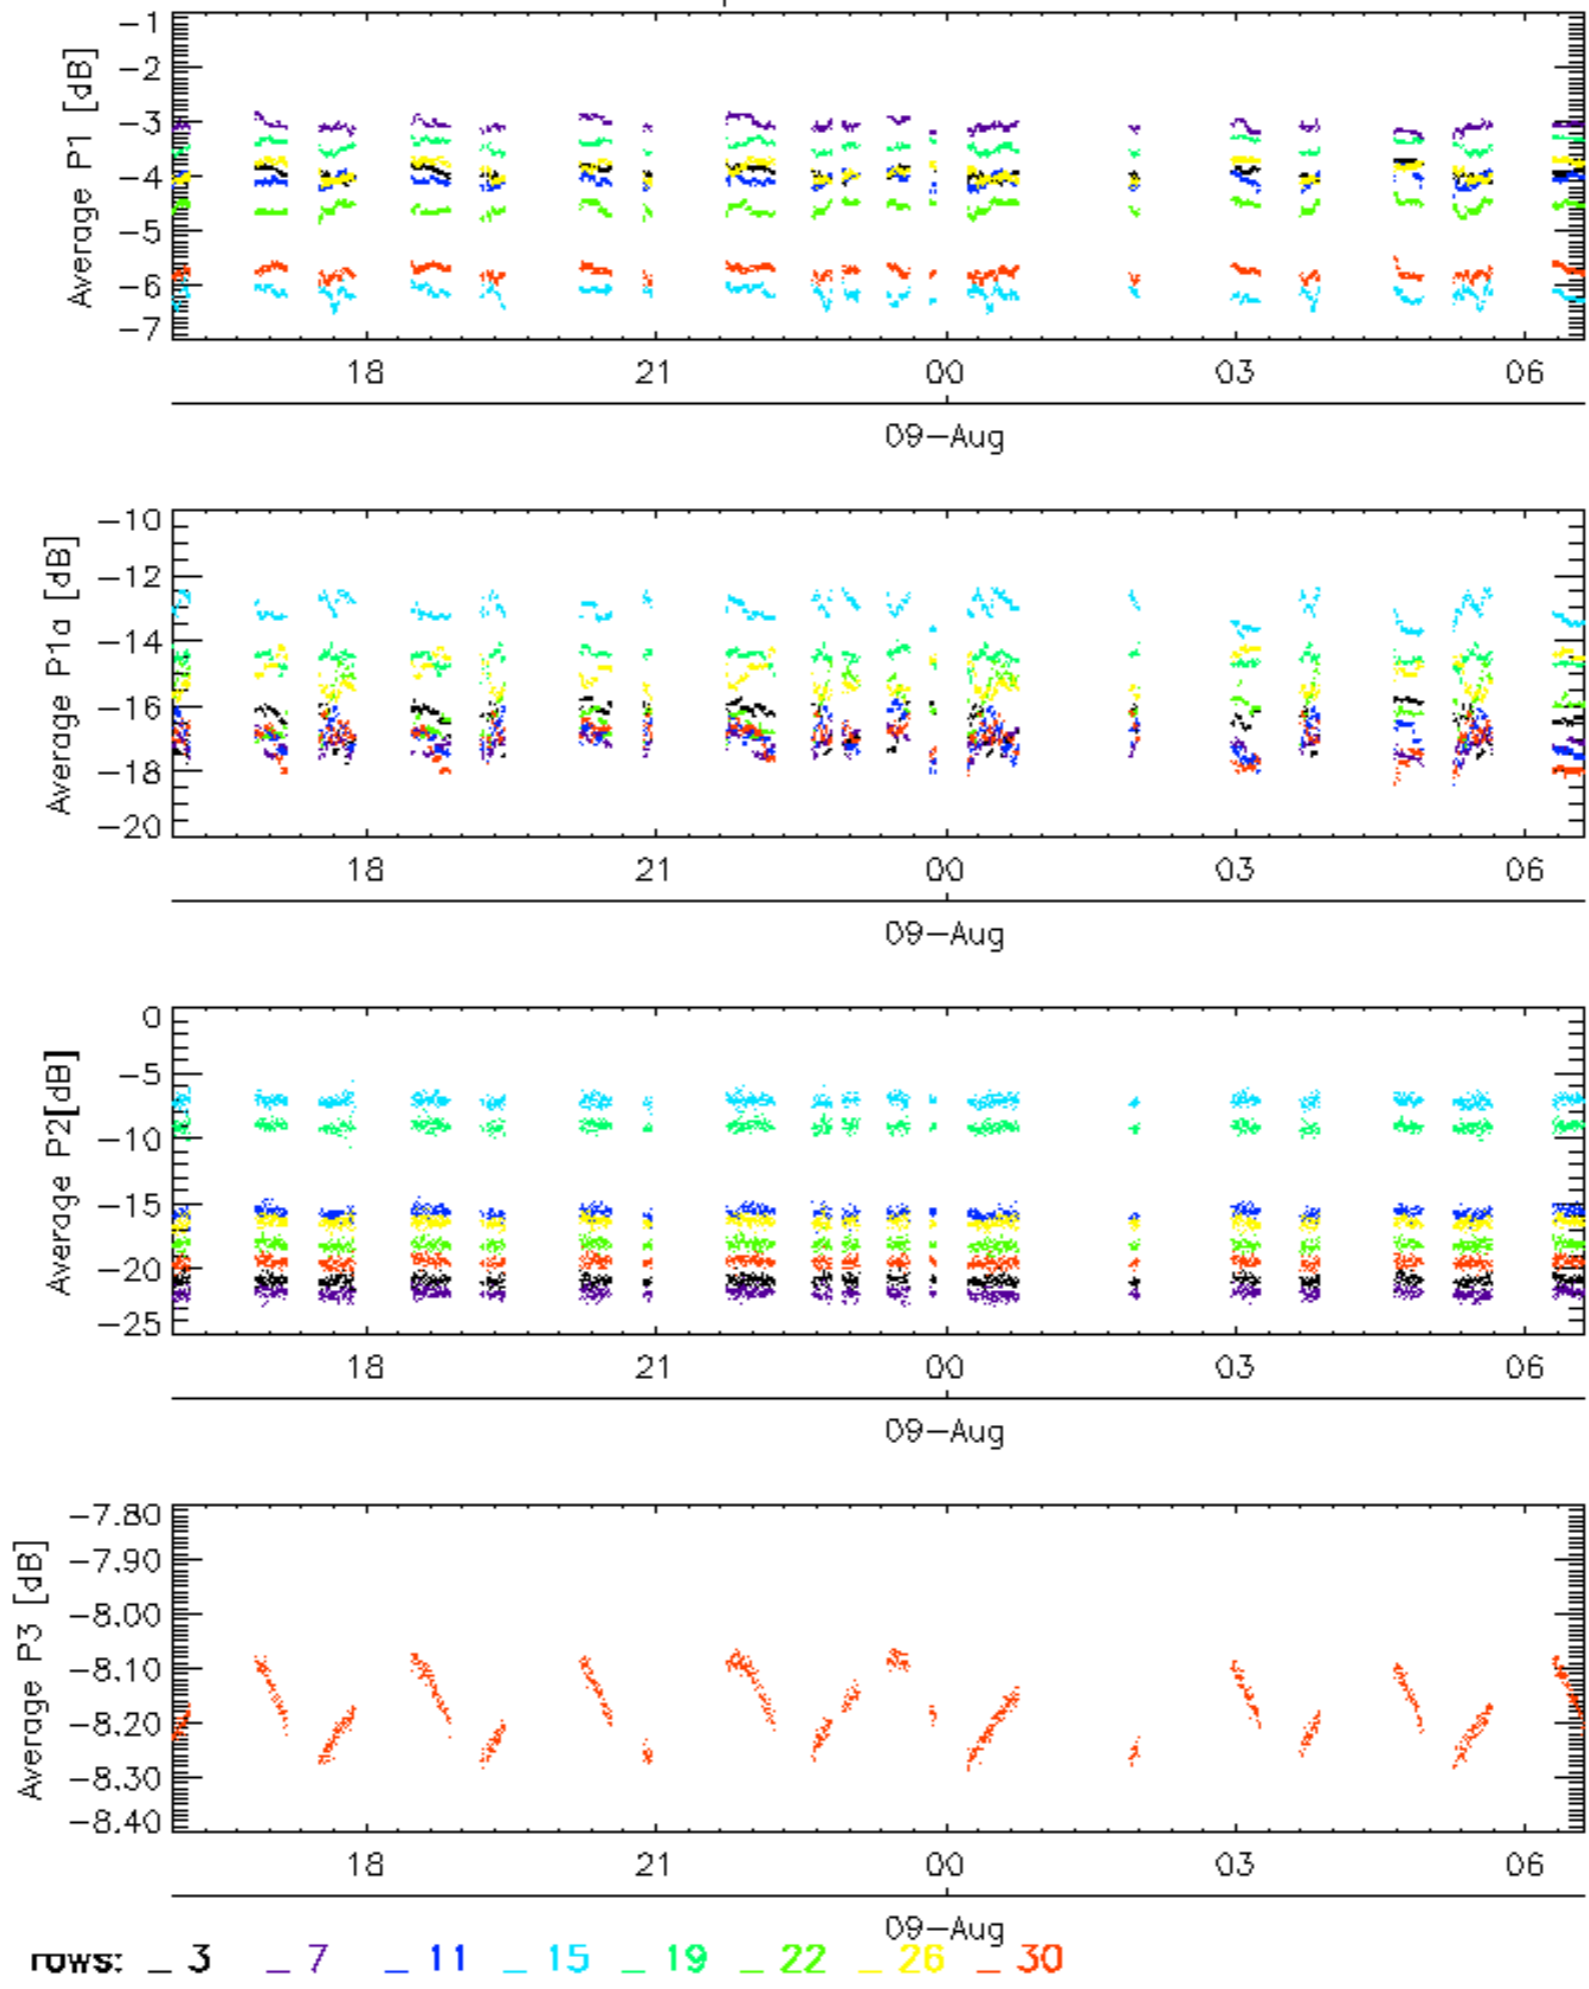 Average P1 [dB]
-1
-2
-3
-4
-5
-6
-7
18 21 00 03 06
09-Aug
Average P1a [dB]
-10
-12
-14
-16
-18
-20
18 21 00 03 06
09-Aug
Average P2[dB]
0
-5
-10
-15
-20
-25
18 21 00 03 06
09-Aug
Average P3 [dB]
-7.80
-7.90
-8.00
-8.10
-8.20
-8.30
-8.40
18 21 00 03 06
09-Aug
rows: _ 3 _ 7 _ 11 _ 15 _ 19 _ 22 _ 26 _ 30